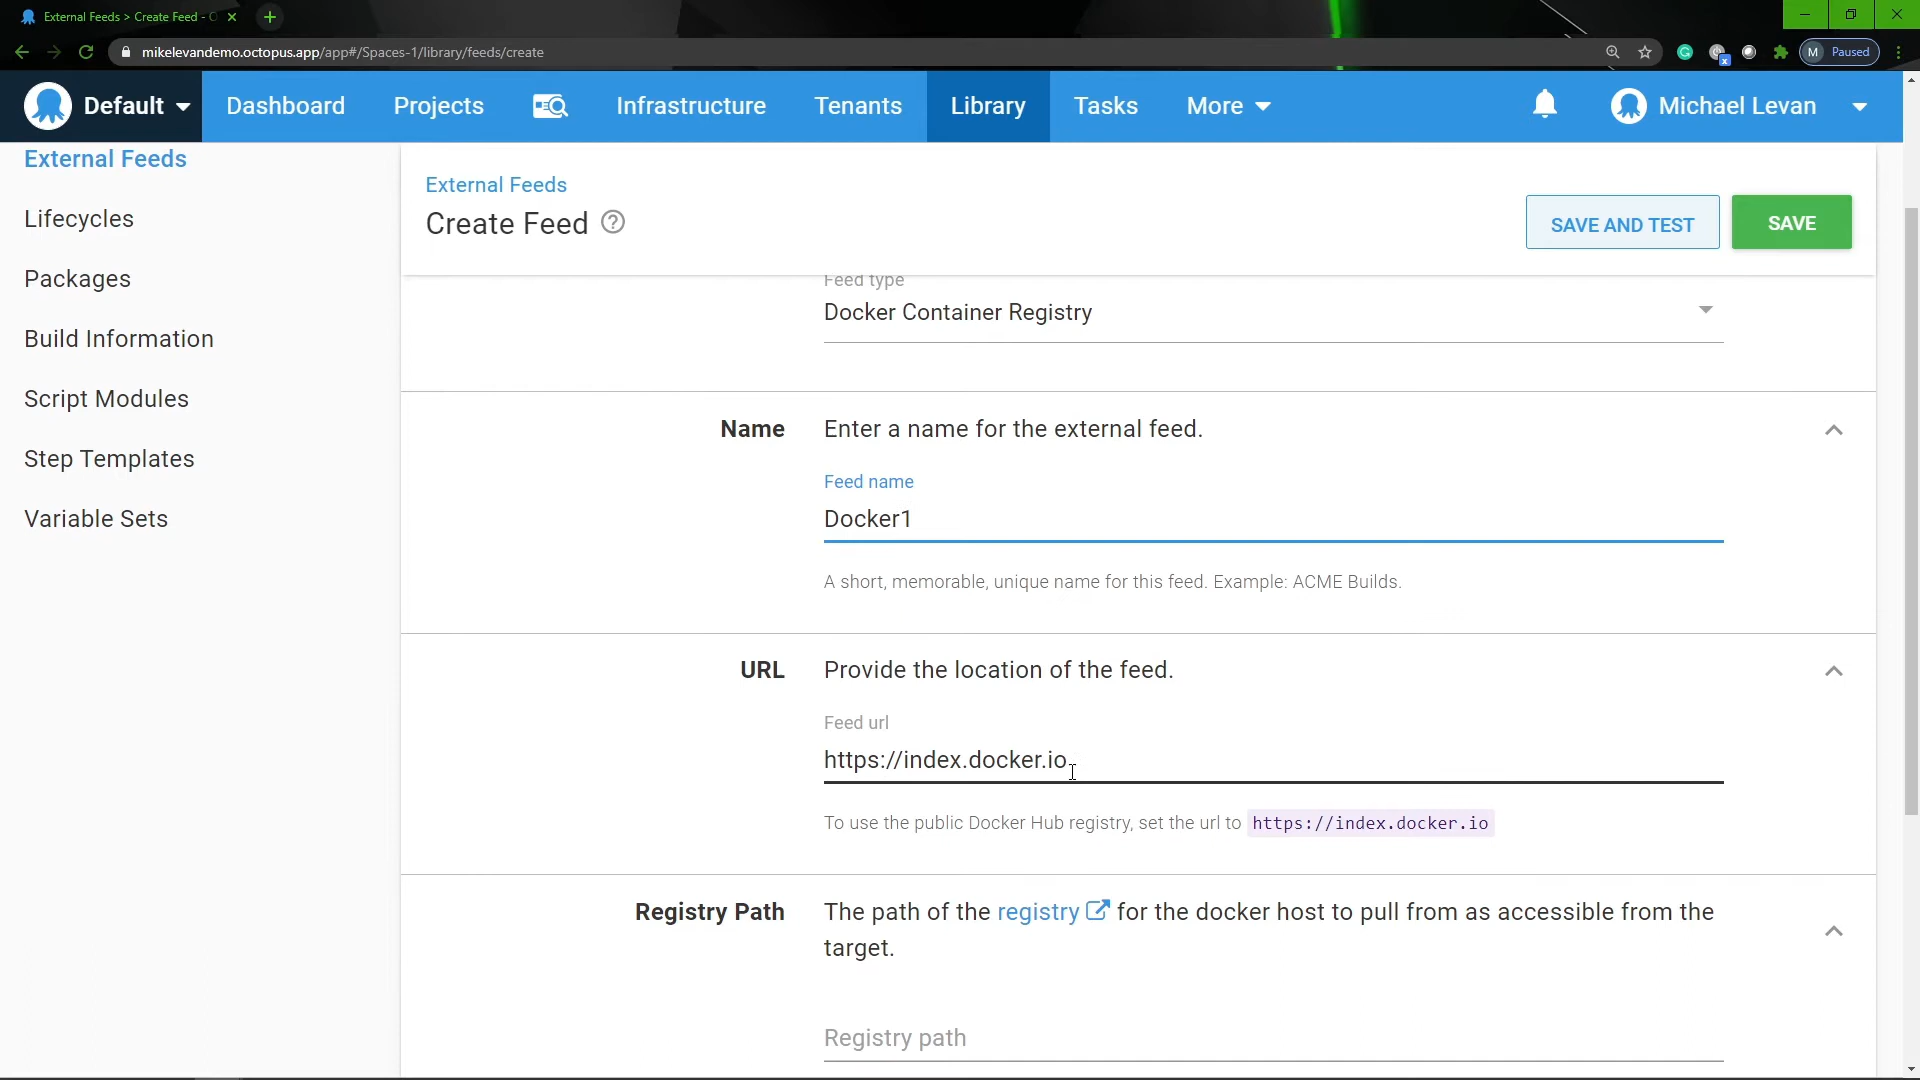 External Feeds > Create Feed - O
mikelevandemo.octopus.app/app#/Spaces-1/library/feeds/create
M Paused
Default
Dashboard
Projects
Infrastructure
Tenants
Library
Tasks
More
Michael Levan
External Feeds
Lifecycles
Packages
Build Information
Script Modules
Step Templates
Variable Sets
External Feeds
Create Feed
SAVE AND TEST
SAVE
Feed type
Docker Container Registry
Name
Enter a name for the external feed.
Feed name
Docker1
A short, memorable, unique name for this feed. Example: ACME Builds.
URL
Provide the location of the feed.
Feed url
https://index.docker.io
To use the public Docker Hub registry, set the url to https://index.docker.io
Registry Path
The path of the registry for the docker host to pull from as accessible from the
target.
Registry path